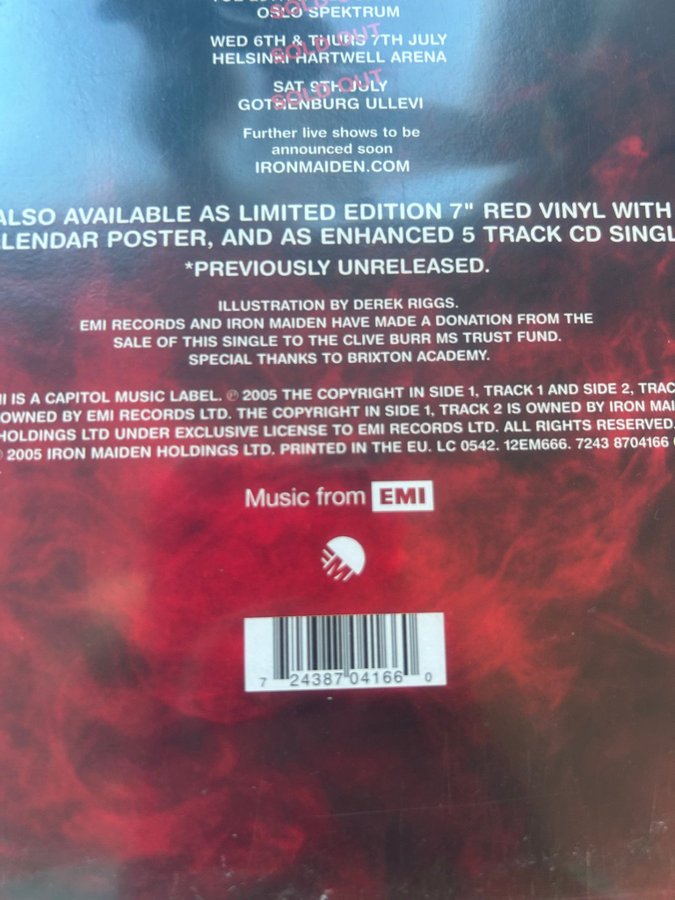 OSLO SPEKTRUM
SOLD OUT
WED 6TH & THURS 7TH JULY
HELSINKI HARTWELL ARENA
SOLD OUT
SAT 9TH JULY
GOTHENBURG ULLEVI
Further live shows to be
announced soon
IRONMAIDEN.COM
ALSO AVAILABLE AS LIMITED EDITION 7" RED VINYL WITH
LENDAR POSTER, AND AS ENHANCED 5 TRACK CD SINGL
*PREVIOUSLY UNRELEASED.
ILLUSTRATION BY DEREK RIGGS.
EMI RECORDS AND IRON MAIDEN HAVE MADE A DONATION FROM THE
SALE OF THIS SINGLE TO THE CLIVE BURR MS TRUST FUND.
SPECIAL THANKS TO BRIXTON ACADEMY.
MI IS A CAPITOL MUSIC LABEL. ℗ 2005 THE COPYRIGHT IN SIDE 1, TRACK 1 AND SIDE 2, TRAC
OWNED BY EMI RECORDS LTD. THE COPYRIGHT IN SIDE 1, TRACK 2 IS OWNED BY IRON MAI
HOLDINGS LTD UNDER EXCLUSIVE LICENSE TO EMI RECORDS LTD. ALL RIGHTS RESERVED.
2005 IRON MAIDEN HOLDINGS LTD. PRINTED IN THE EU. LC 0542. 12EM666. 7243 8704166
Music from EMI
EMI
7 24387 04166 0